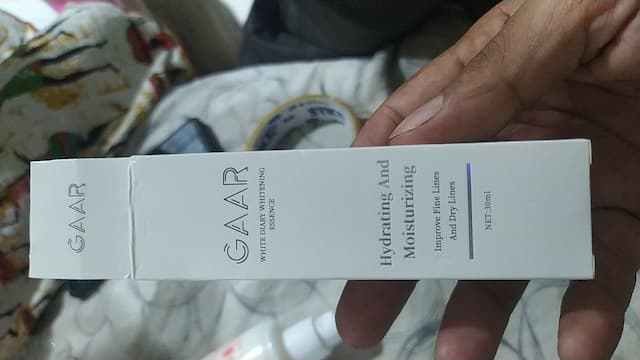 GAAR
GAAR
WHITE DIARY WHITENING
ESSENCE
Hydrating And
Moisturizing
Improve Fine Lines
And Dry Lines
NET:30ml